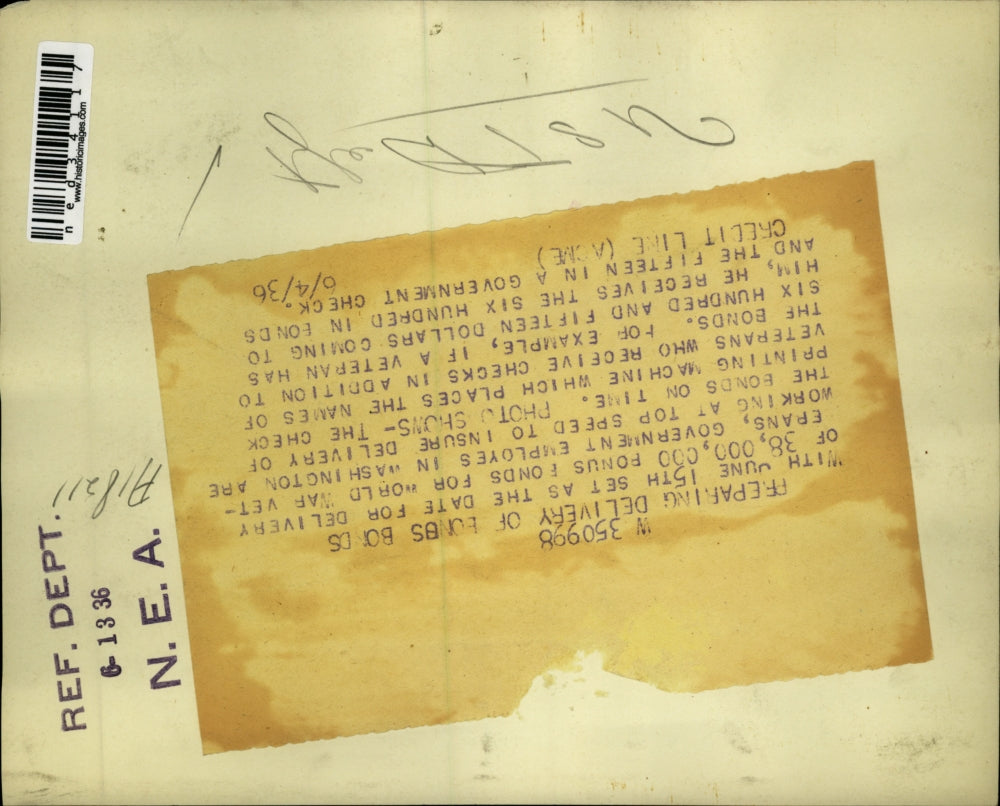 W 350998
PREPARING DELIVERY OF BONBS BONDS
WITH JUNE 15TH SET AS THE DATE FOR DELIVERY
OF 38,000,000 BONUS BONDS FOR WORLD WAR VET-
ERANS, GOVERNMENT EMPLOYES IN WASHINGTON ARE
WORKING AT TOP SPEED TO INSURE DELIVERY OF
THE BONDS ON TIME. PHOTO SHOWS- THE CHECK
PRINTING MACHINE WHICH PLACES THE NAMES OF
VETERANS WHO RECEIVE CHECKS IN ADDITION TO
THE BONDS. FOR EXAMPLE, IF A VETERAN HAS
SIX HUNDRED AND FIFTEEN DOLLARS COMING TO
HIM, HE RECEIVES THE SIX HUNDRED IN BONDS
AND THE FIFTEEN IN A GOVERNMENT CHECK.
CREDIT LINE (ACME) 6/4/36
REF. DEPT.
6-13 36
N. E. A.
A18211
ned34117
www.historicimages.com